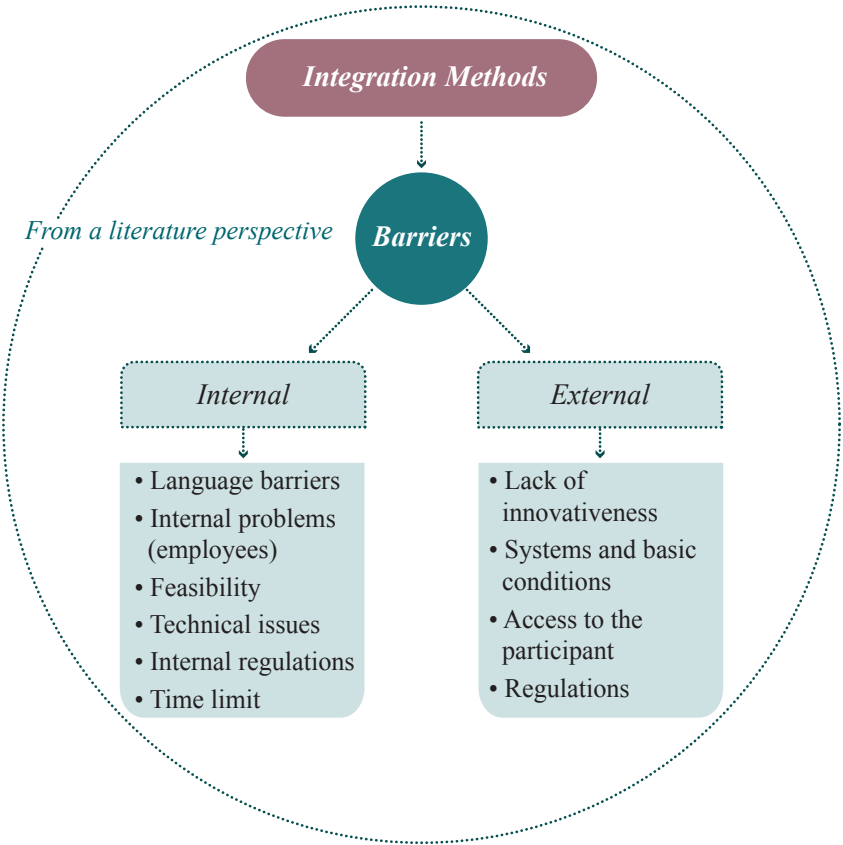 Integration Methods
From a literature perspective
Barriers
Internal
• Language barriers
• Internal problems
(employees)
• Feasibility
• Technical issues
• Internal regulations
• Time limit
External
• Lack of
innovativeness
• Systems and basic
conditions
• Access to the
participant
• Regulations